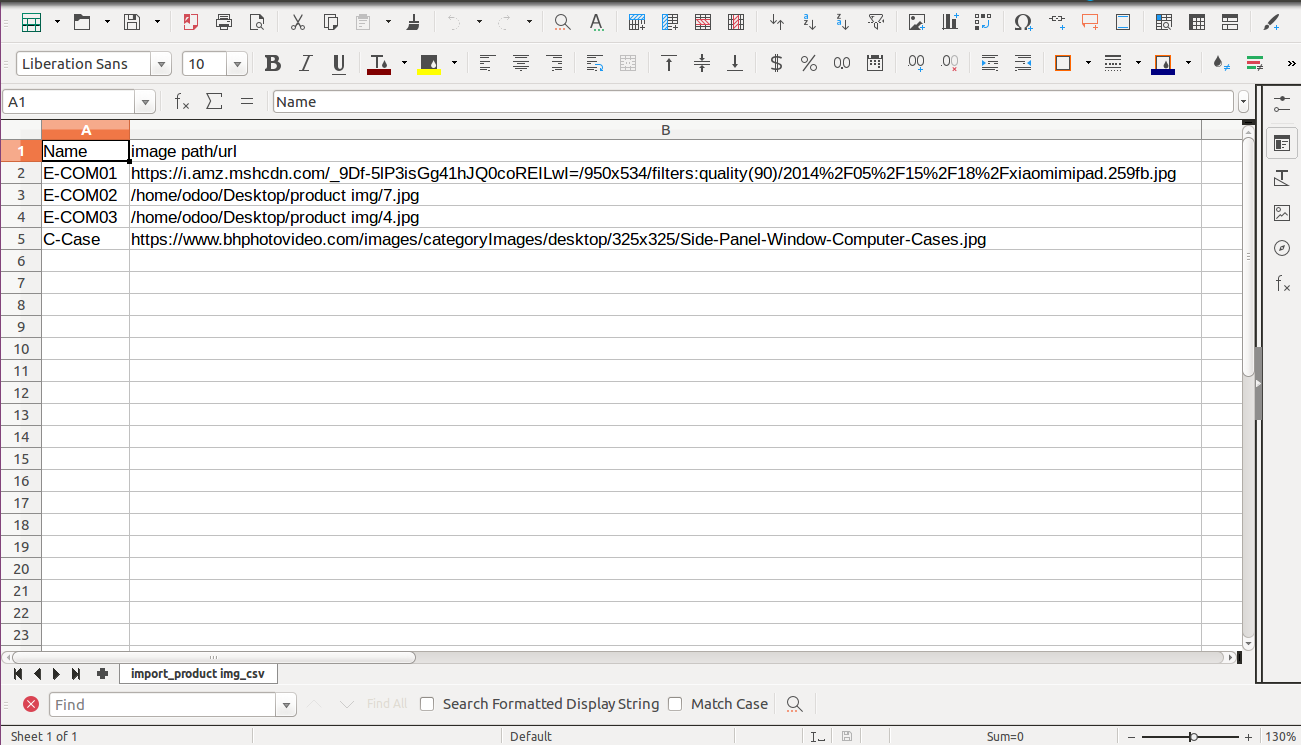 Liberation Sans 10
A1 Name
A B
1 Name image path/url
2 E-COM01 https://i.amz.mshcdn.com/_9Df-5lP3isGg41hJQ0coREILwI=/950x534/filters:quality(90)/2014%2F05%2F15%2F18%2Fxiaomimipad.259fb.jpg
3 E-COM02 /home/odoo/Desktop/product img/7.jpg
4 E-COM03 /home/odoo/Desktop/product img/4.jpg
5 C-Case https://www.bhphotovideo.com/images/categoryImages/desktop/325x325/Side-Panel-Window-Computer-Cases.jpg
6
7
8
9
10
11
12
13
14
15
16
17
18
19
20
21
22
23
import_product img_csv
Find Find All Search Formatted Display String Match Case
Sheet 1 of 1 Default Sum=0 130%